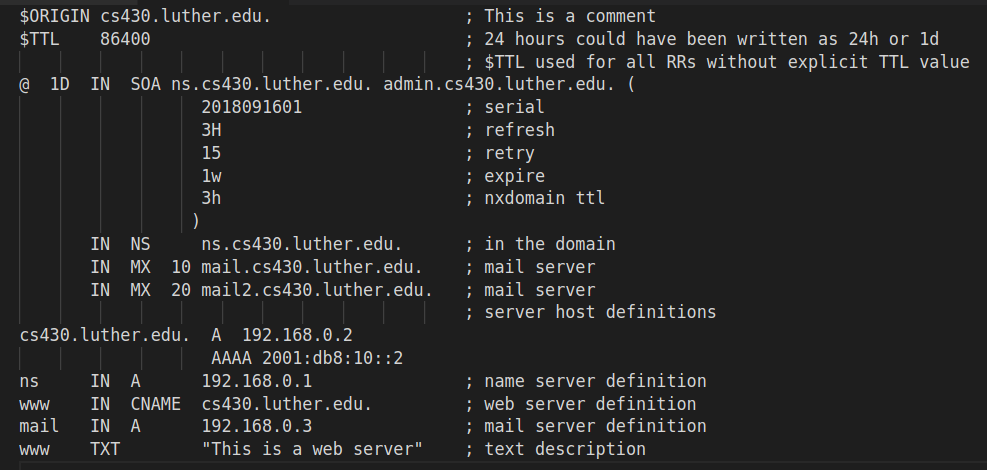 $ORIGIN cs430.luther.edu. ; This is a comment
$TTL 86400 ; 24 hours could have been written as 24h or 1d
; $TTL used for all RRs without explicit TTL value
@ 1D IN SOA ns.cs430.luther.edu. admin.cs430.luther.edu. (
2018091601 ; serial
3H ; refresh
15 ; retry
1w ; expire
3h ; nxdomain ttl
)
IN NS ns.cs430.luther.edu. ; in the domain
IN MX 10 mail.cs430.luther.edu. ; mail server
IN MX 20 mail2.cs430.luther.edu. ; mail server
; server host definitions
cs430.luther.edu. A 192.168.0.2
AAAA 2001:db8:10::2
ns IN A 192.168.0.1 ; name server definition
www IN CNAME cs430.luther.edu. ; web server definition
mail IN A 192.168.0.3 ; mail server definition
www TXT "This is a web server" ; text description